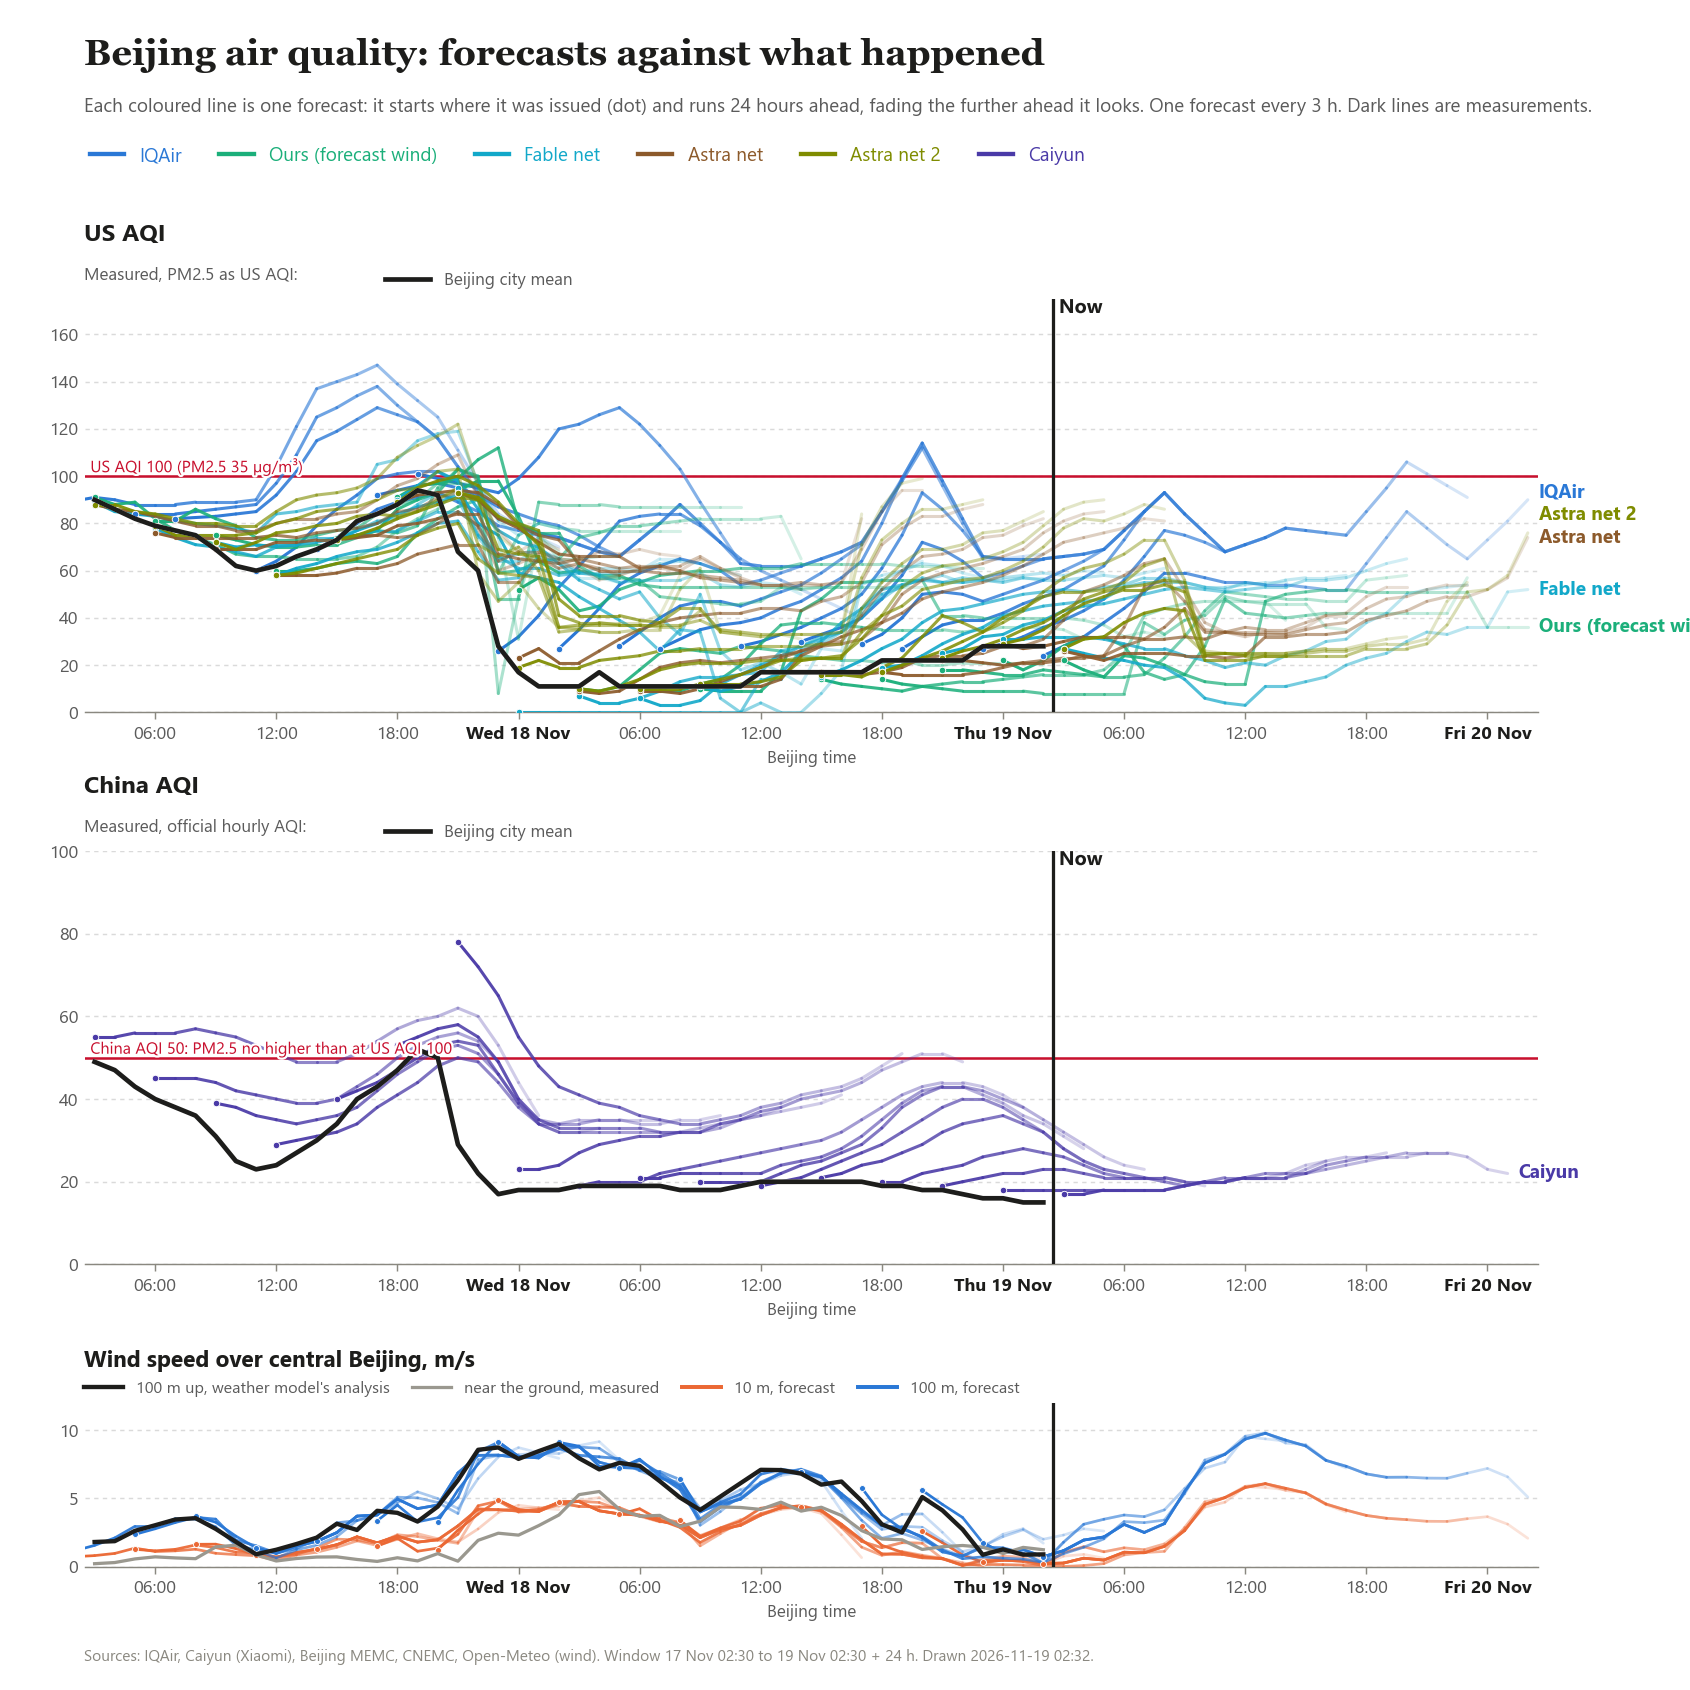 Beijing air quality: forecasts against what happened
Each coloured line is one forecast: it starts where it was issued (dot) and runs 24 hours ahead, fading the further ahead it looks. One forecast every 3 h. Dark lines are measurements.
IQAir Ours (forecast wind) Fable net Astra net Astra net 2 Caiyun
US AQI
Measured, PM2.5 as US AQI: Beijing city mean
Now
160
140
120
100
80
60
40
20
0
US AQI 100 (PM2.5 35 µg/m³)
IQAir
Astra net 2
Astra net
Fable net
Ours (forecast wi
06:00 12:00 18:00 Wed 18 Nov 06:00 12:00 18:00 Thu 19 Nov 06:00 12:00 18:00 Fri 20 Nov
Beijing time
China AQI
Measured, official hourly AQI: Beijing city mean
Now
100
80
60
40
20
0
China AQI 50: PM2.5 no higher than at US AQI 100
Caiyun
06:00 12:00 18:00 Wed 18 Nov 06:00 12:00 18:00 Thu 19 Nov 06:00 12:00 18:00 Fri 20 Nov
Beijing time
Wind speed over central Beijing, m/s
100 m up, weather model's analysis near the ground, measured 10 m, forecast 100 m, forecast
10
5
0
06:00 12:00 18:00 Wed 18 Nov 06:00 12:00 18:00 Thu 19 Nov 06:00 12:00 18:00 Fri 20 Nov
Beijing time
Sources: IQAir, Caiyun (Xiaomi), Beijing MEMC, CNEMC, Open-Meteo (wind). Window 17 Nov 02:30 to 19 Nov 02:30 + 24 h. Drawn 2026-11-19 02:32.